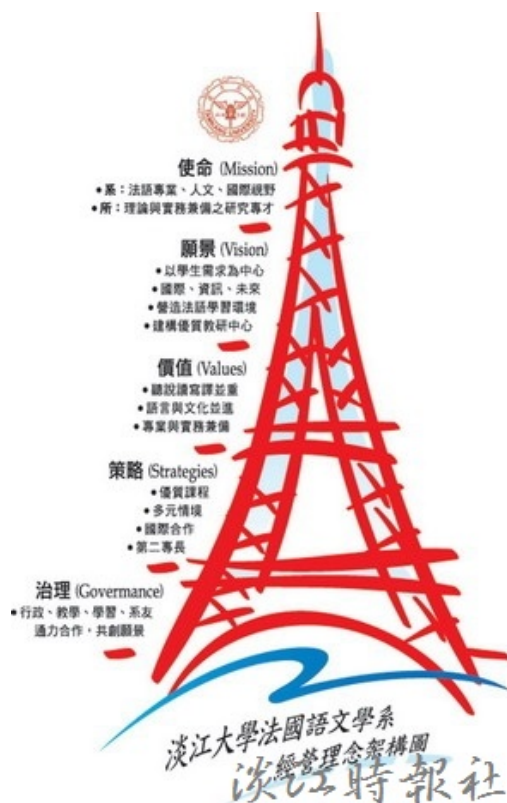 TAMKANG UNIVERSITY
使命 (Mission)
•系：法語專業、人文、國際視野
•所：理論與實務兼備之研究專才
願景 (Vision)
•以學生需求為中心
•國際、資訊、未來
•營造法語學習環境
•建構優質教研中心
價值 (Values)
•聽說讀寫譯並重
•語言與文化並進
•專業與實務兼備
策略 (Strategies)
•優質課程
•多元情境
•國際合作
•第二專長
治理 (Govermance)
•行政、教學、學習、系友
通力合作，共創願景
淡江大學法國語文學系
經營理念架構圖
淡江時報社